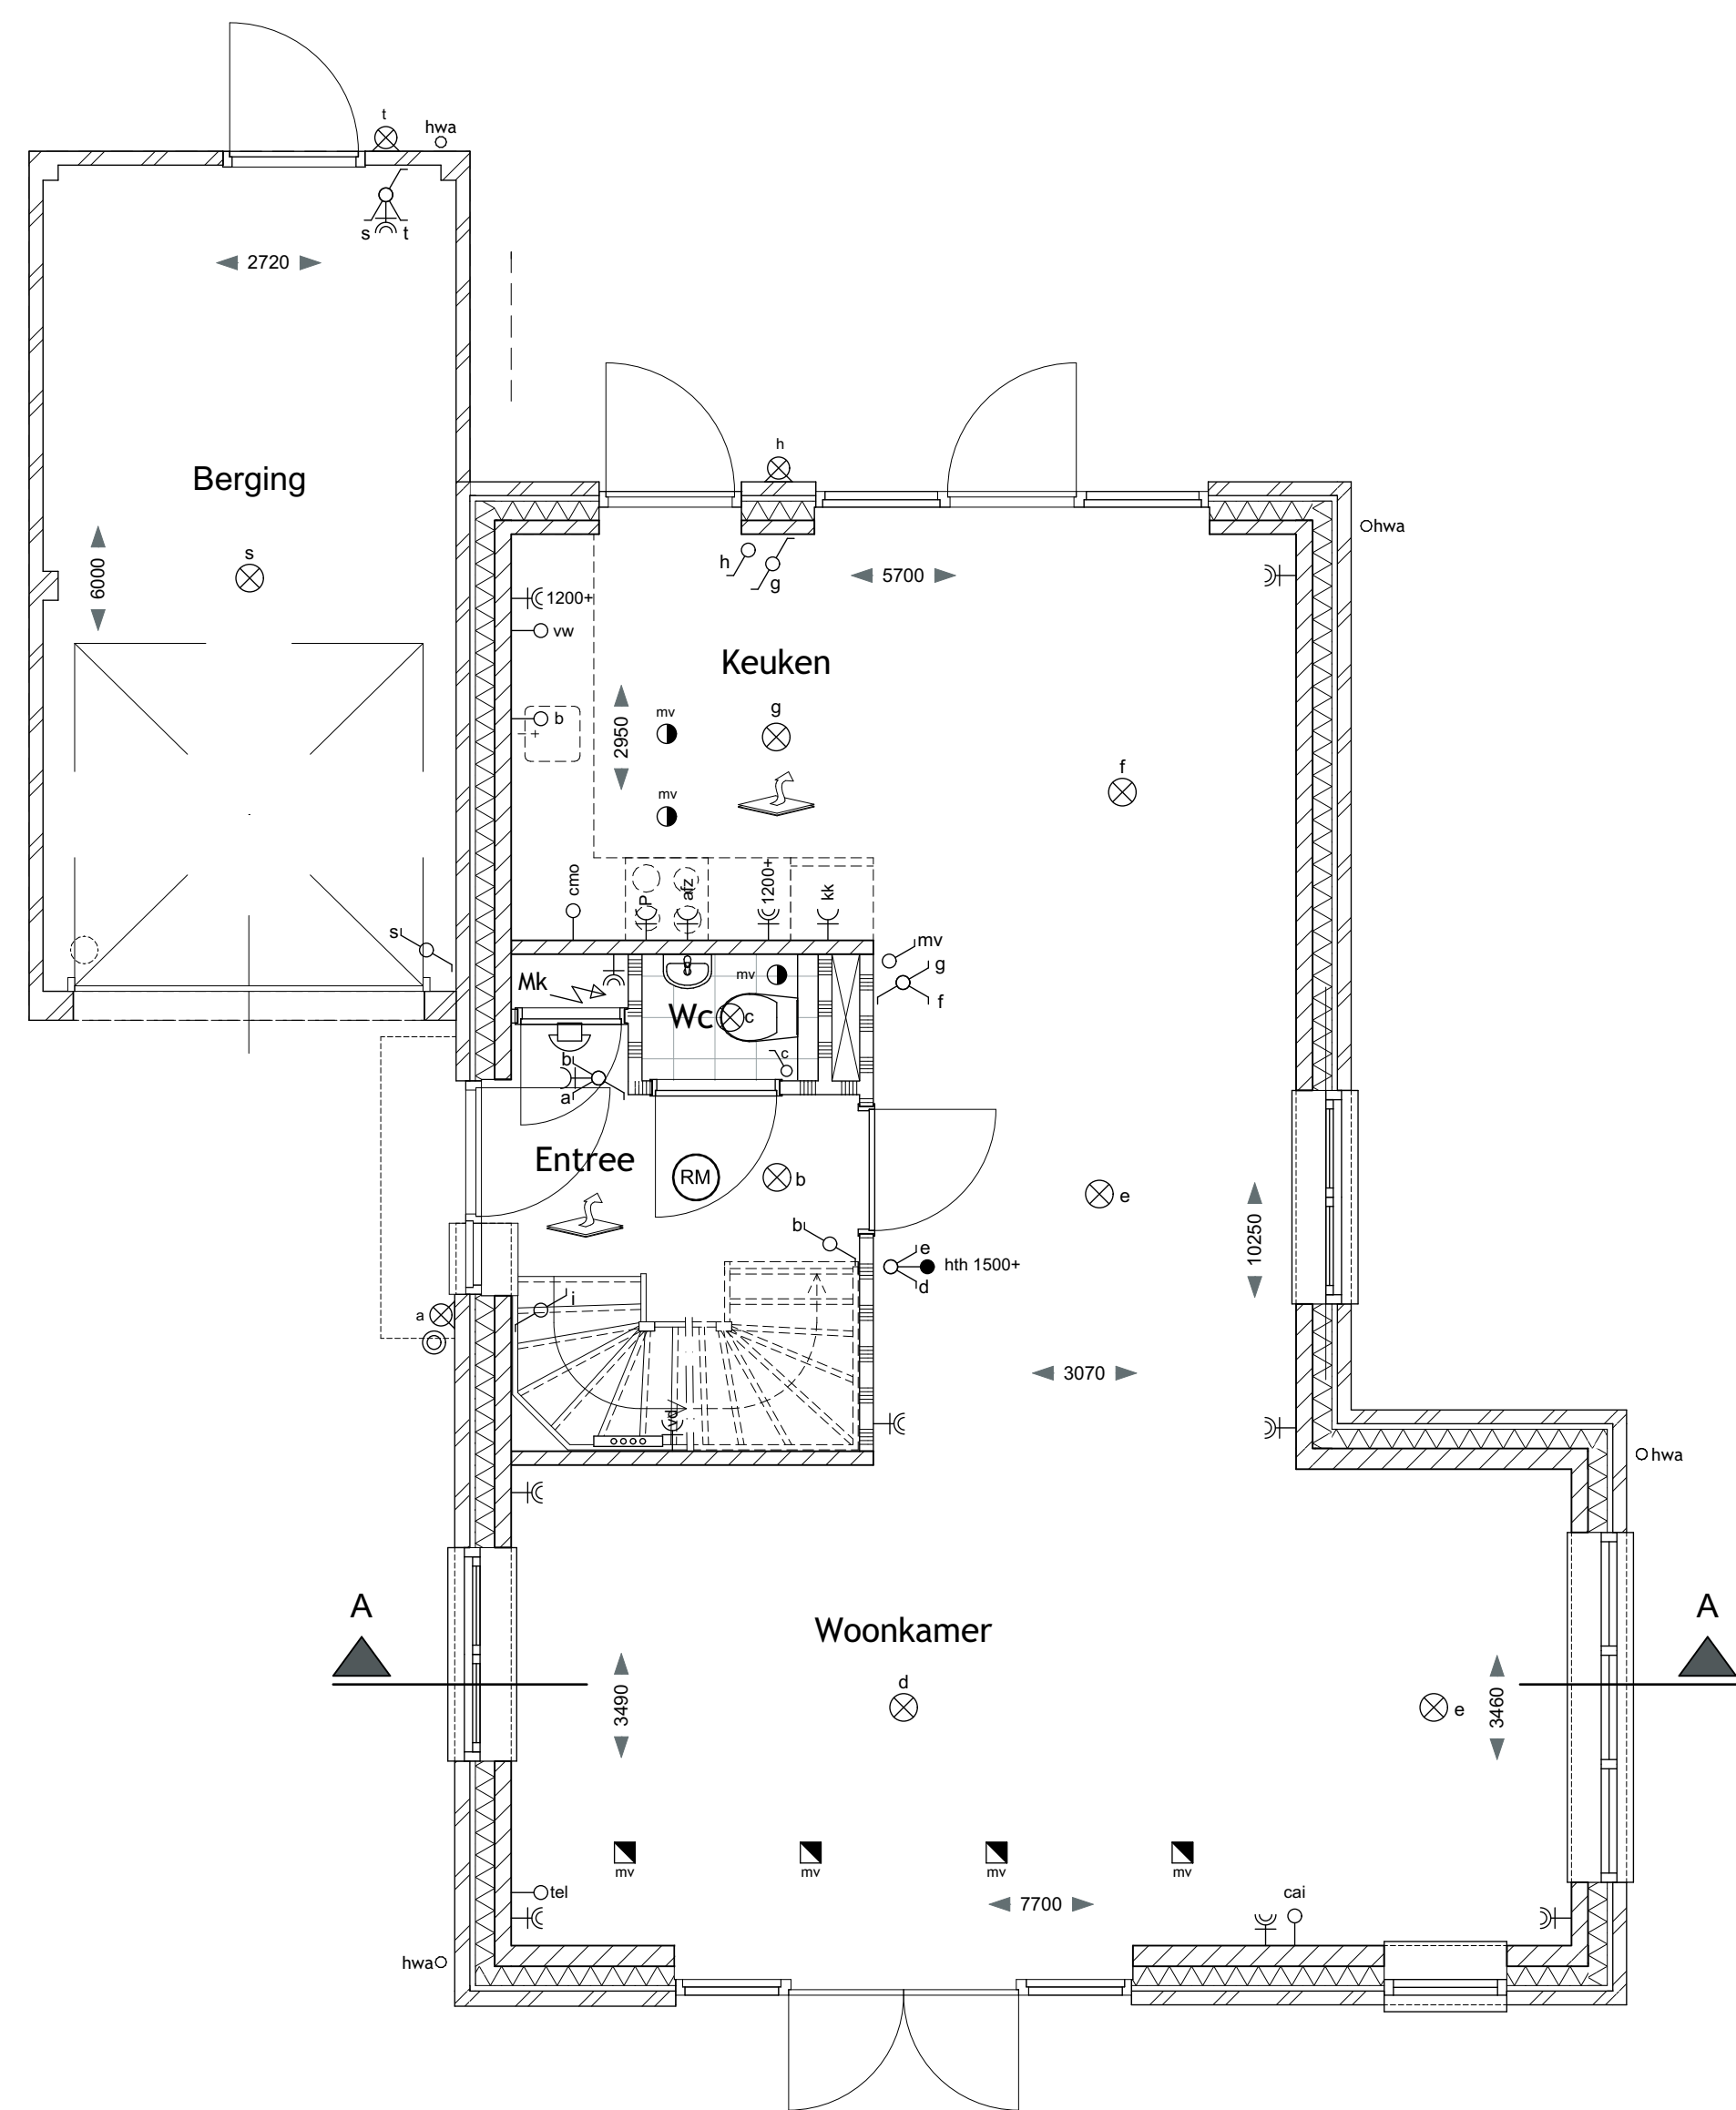 t
hwa
s
t
2720
Berging
6000
s
h
hwa
h
g
5700
1200+
vw
Keuken
b
- +
2950
mv
g
mv
f
cmo
P
afz
1200+
kk
s
mv
g
f
Mk
mv
Wc
c
c
b
a
Entree
RM
b
e
b
e
hth 1500+
d
10250
a
i
3070
vd
hwa
A
A
Woonkamer
d
e
3490
3460
mv
mv
mv
mv
tel
7700
cai
hwa